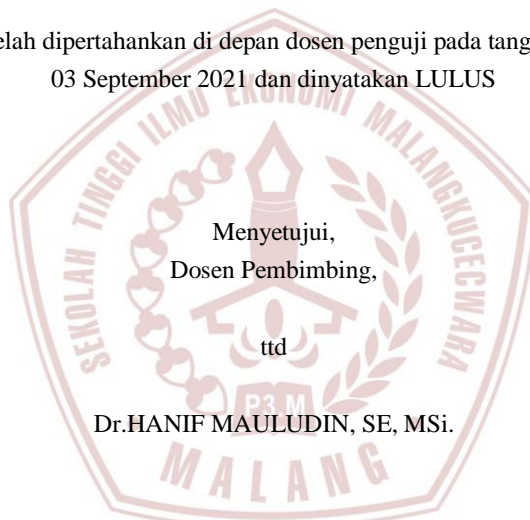 elah dipertahankan di depan dosen penguji pada tang
03 September 2021 dan dinyatakan LULUS
SEKOLAH TINGGI ILMU EKONOMI MALANGKUCECWARA
Menyetujui,
Dosen Pembimbing,
ttd
P3.M
Dr.HANIF MAULUDIN, SE, MSi.
MALANG